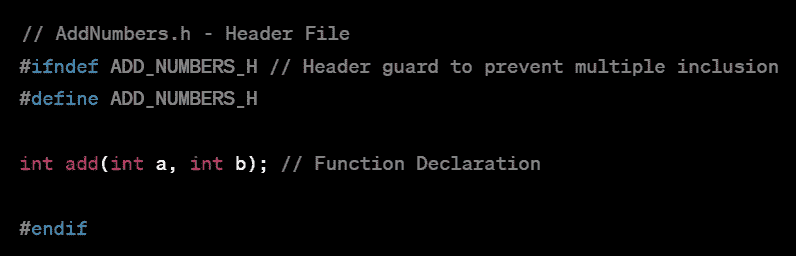 // AddNumbers.h - Header File
#ifndef ADD_NUMBERS_H // Header guard to prevent multiple inclusion
#define ADD_NUMBERS_H
int add(int a, int b); // Function Declaration
#endif